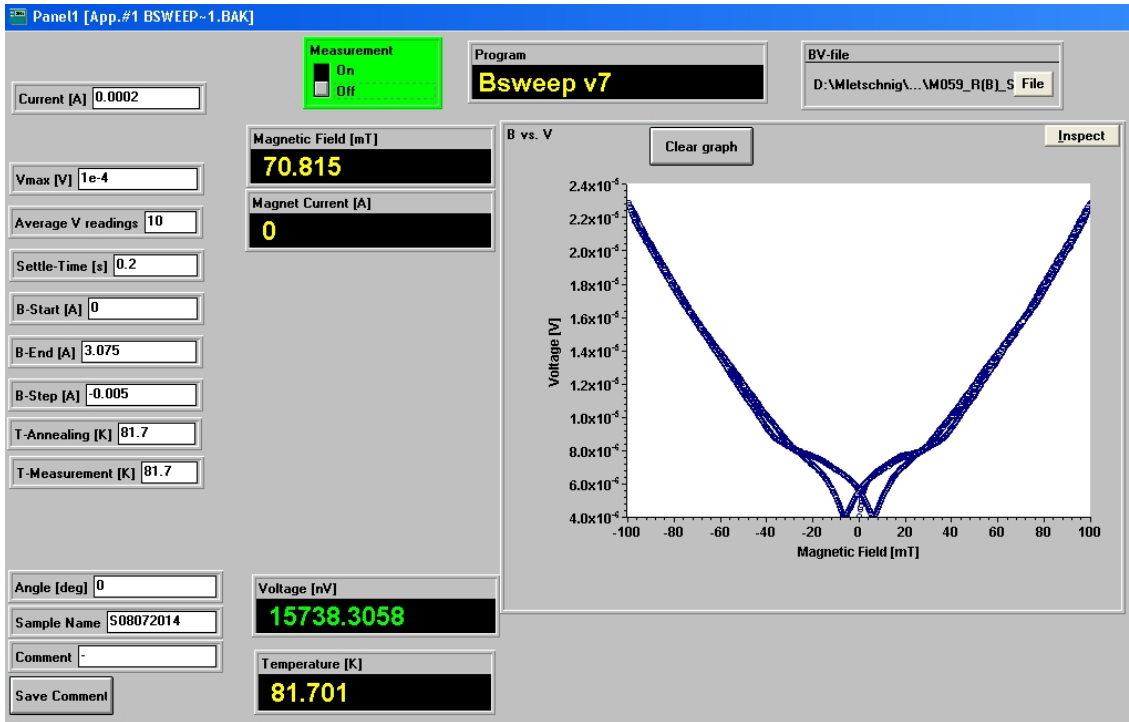 Panel1 [App.#1 BSWEEP~1.BAK]
Measurement
On
Off
Program
Bsweep v7
BV-file
D:\Mletschnig\...\M059_R(B)_S
File
Current [A] 0.0002
Vmax [V] 1e-4
Average V readings 10
Settle-Time [s] 0.2
B-Start [A] 0
B-End [A] 3.075
B-Step [A] -0.005
T-Annealing [K] 81.7
T-Measurement [K] 81.7
Magnetic Field [mT]
70.815
Magnet Current [A]
0
B vs. V
Clear graph
Inspect
2.4x10⁻⁵
2.2x10⁻⁵
2.0x10⁻⁵
1.8x10⁻⁵
1.6x10⁻⁵
1.4x10⁻⁵
1.2x10⁻⁵
1.0x10⁻⁵
8.0x10⁻⁶
6.0x10⁻⁶
4.0x10⁻⁶
Voltage [V]
-100 -80 -60 -40 -20 0 20 40 60 80 100
Magnetic Field [mT]
Angle [deg] 0
Sample Name S08072014
Comment -
Save Comment
Voltage [nV]
15738.3058
Temperature [K]
81.701